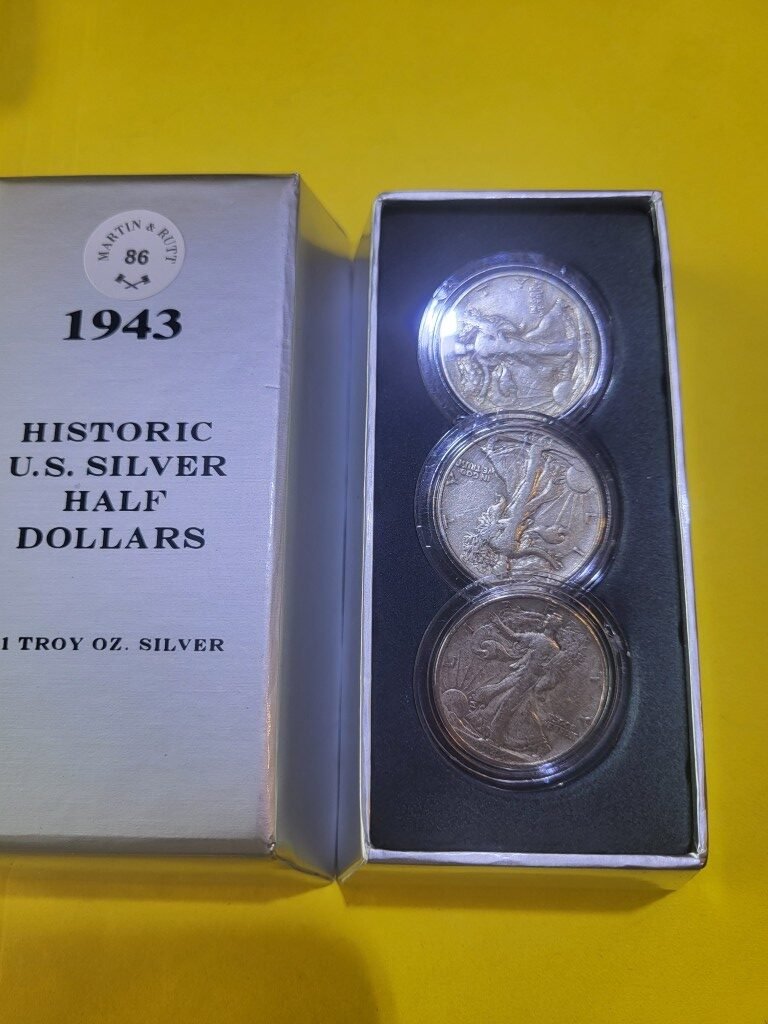 MARTIN & RUTT
86
1943
HISTORIC
U.S. SILVER
HALF
DOLLARS
1 TROY OZ. SILVER